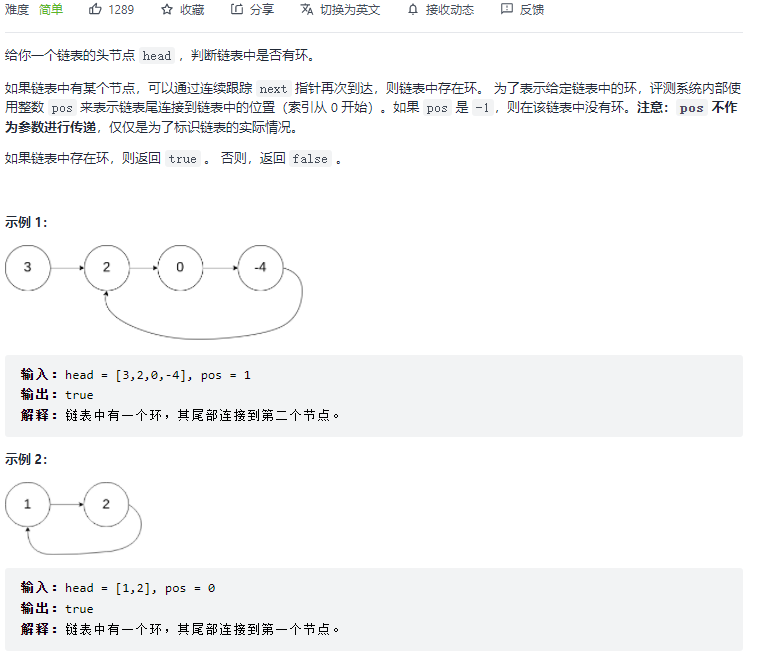 难度 简单 1289 收藏 分享 切换为英文 接收动态 反馈
给你一个链表的头节点 head ，判断链表中是否有环。
如果链表中有某个节点，可以通过连续跟踪 next 指针再次到达，则链表中存在环。 为了表示给定链表中的环，评测系统内部使
用整数 pos 来表示链表尾连接到链表中的位置（索引从 0 开始）。如果 pos 是 -1，则在该链表中没有环。注意：pos 不作
为参数进行传递，仅仅是为了标识链表的实际情况。
如果链表中存在环，则返回 true 。 否则，返回 false 。
示例 1：
3 2 0 -4
输入：head = [3,2,0,-4], pos = 1
输出：true
解释：链表中有一个环，其尾部连接到第二个节点。
示例 2：
1 2
输入：head = [1,2], pos = 0
输出：true
解释：链表中有一个环，其尾部连接到第一个节点。